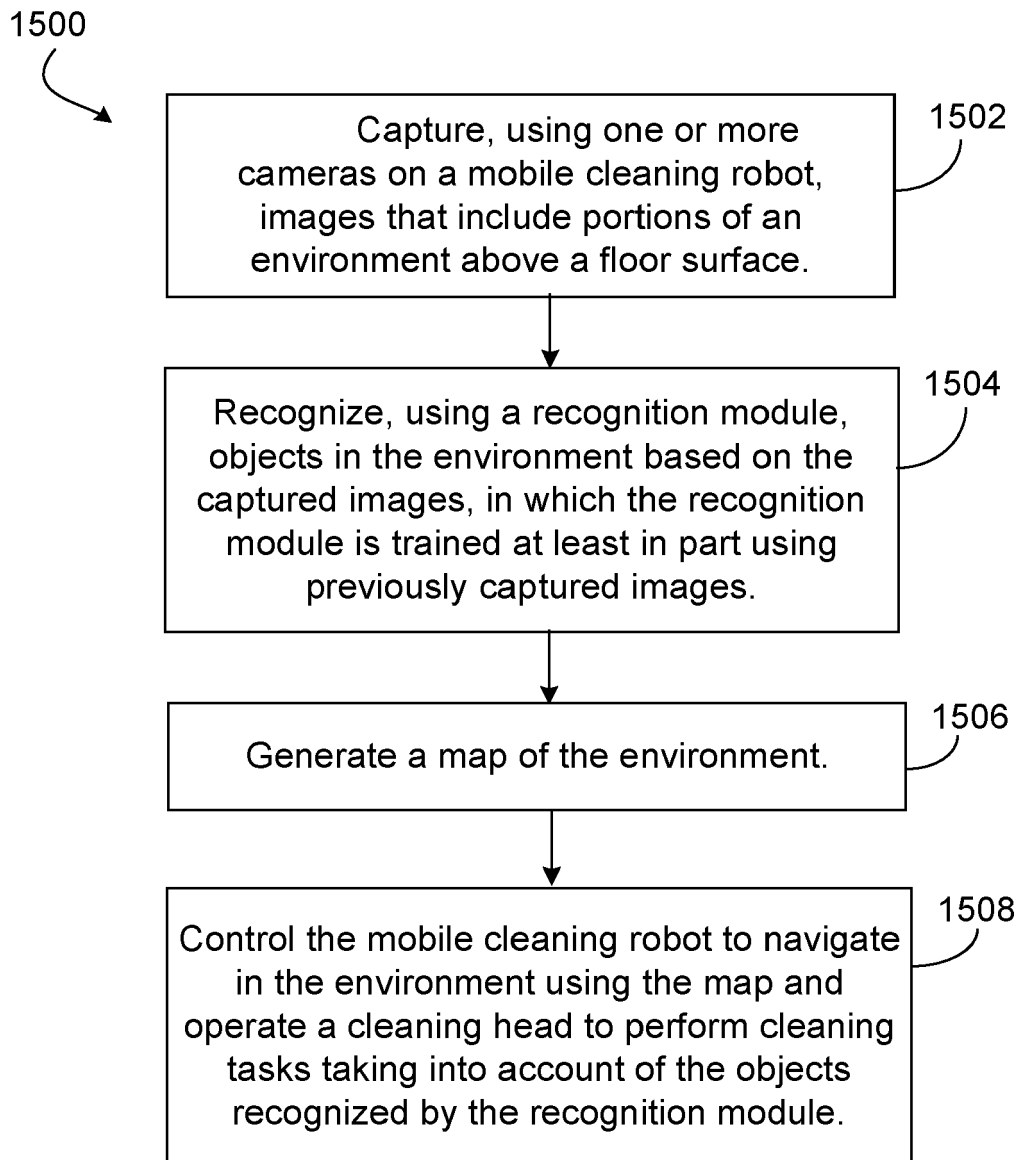 1500
Capture, using one or more
cameras on a mobile cleaning robot,
images that include portions of an
environment above a floor surface.
1502
Recognize, using a recognition module,
objects in the environment based on the
captured images, in which the recognition
module is trained at least in part using
previously captured images.
1504
Generate a map of the environment.
1506
Control the mobile cleaning robot to navigate
in the environment using the map and
operate a cleaning head to perform cleaning
tasks taking into account of the objects
recognized by the recognition module.
1508